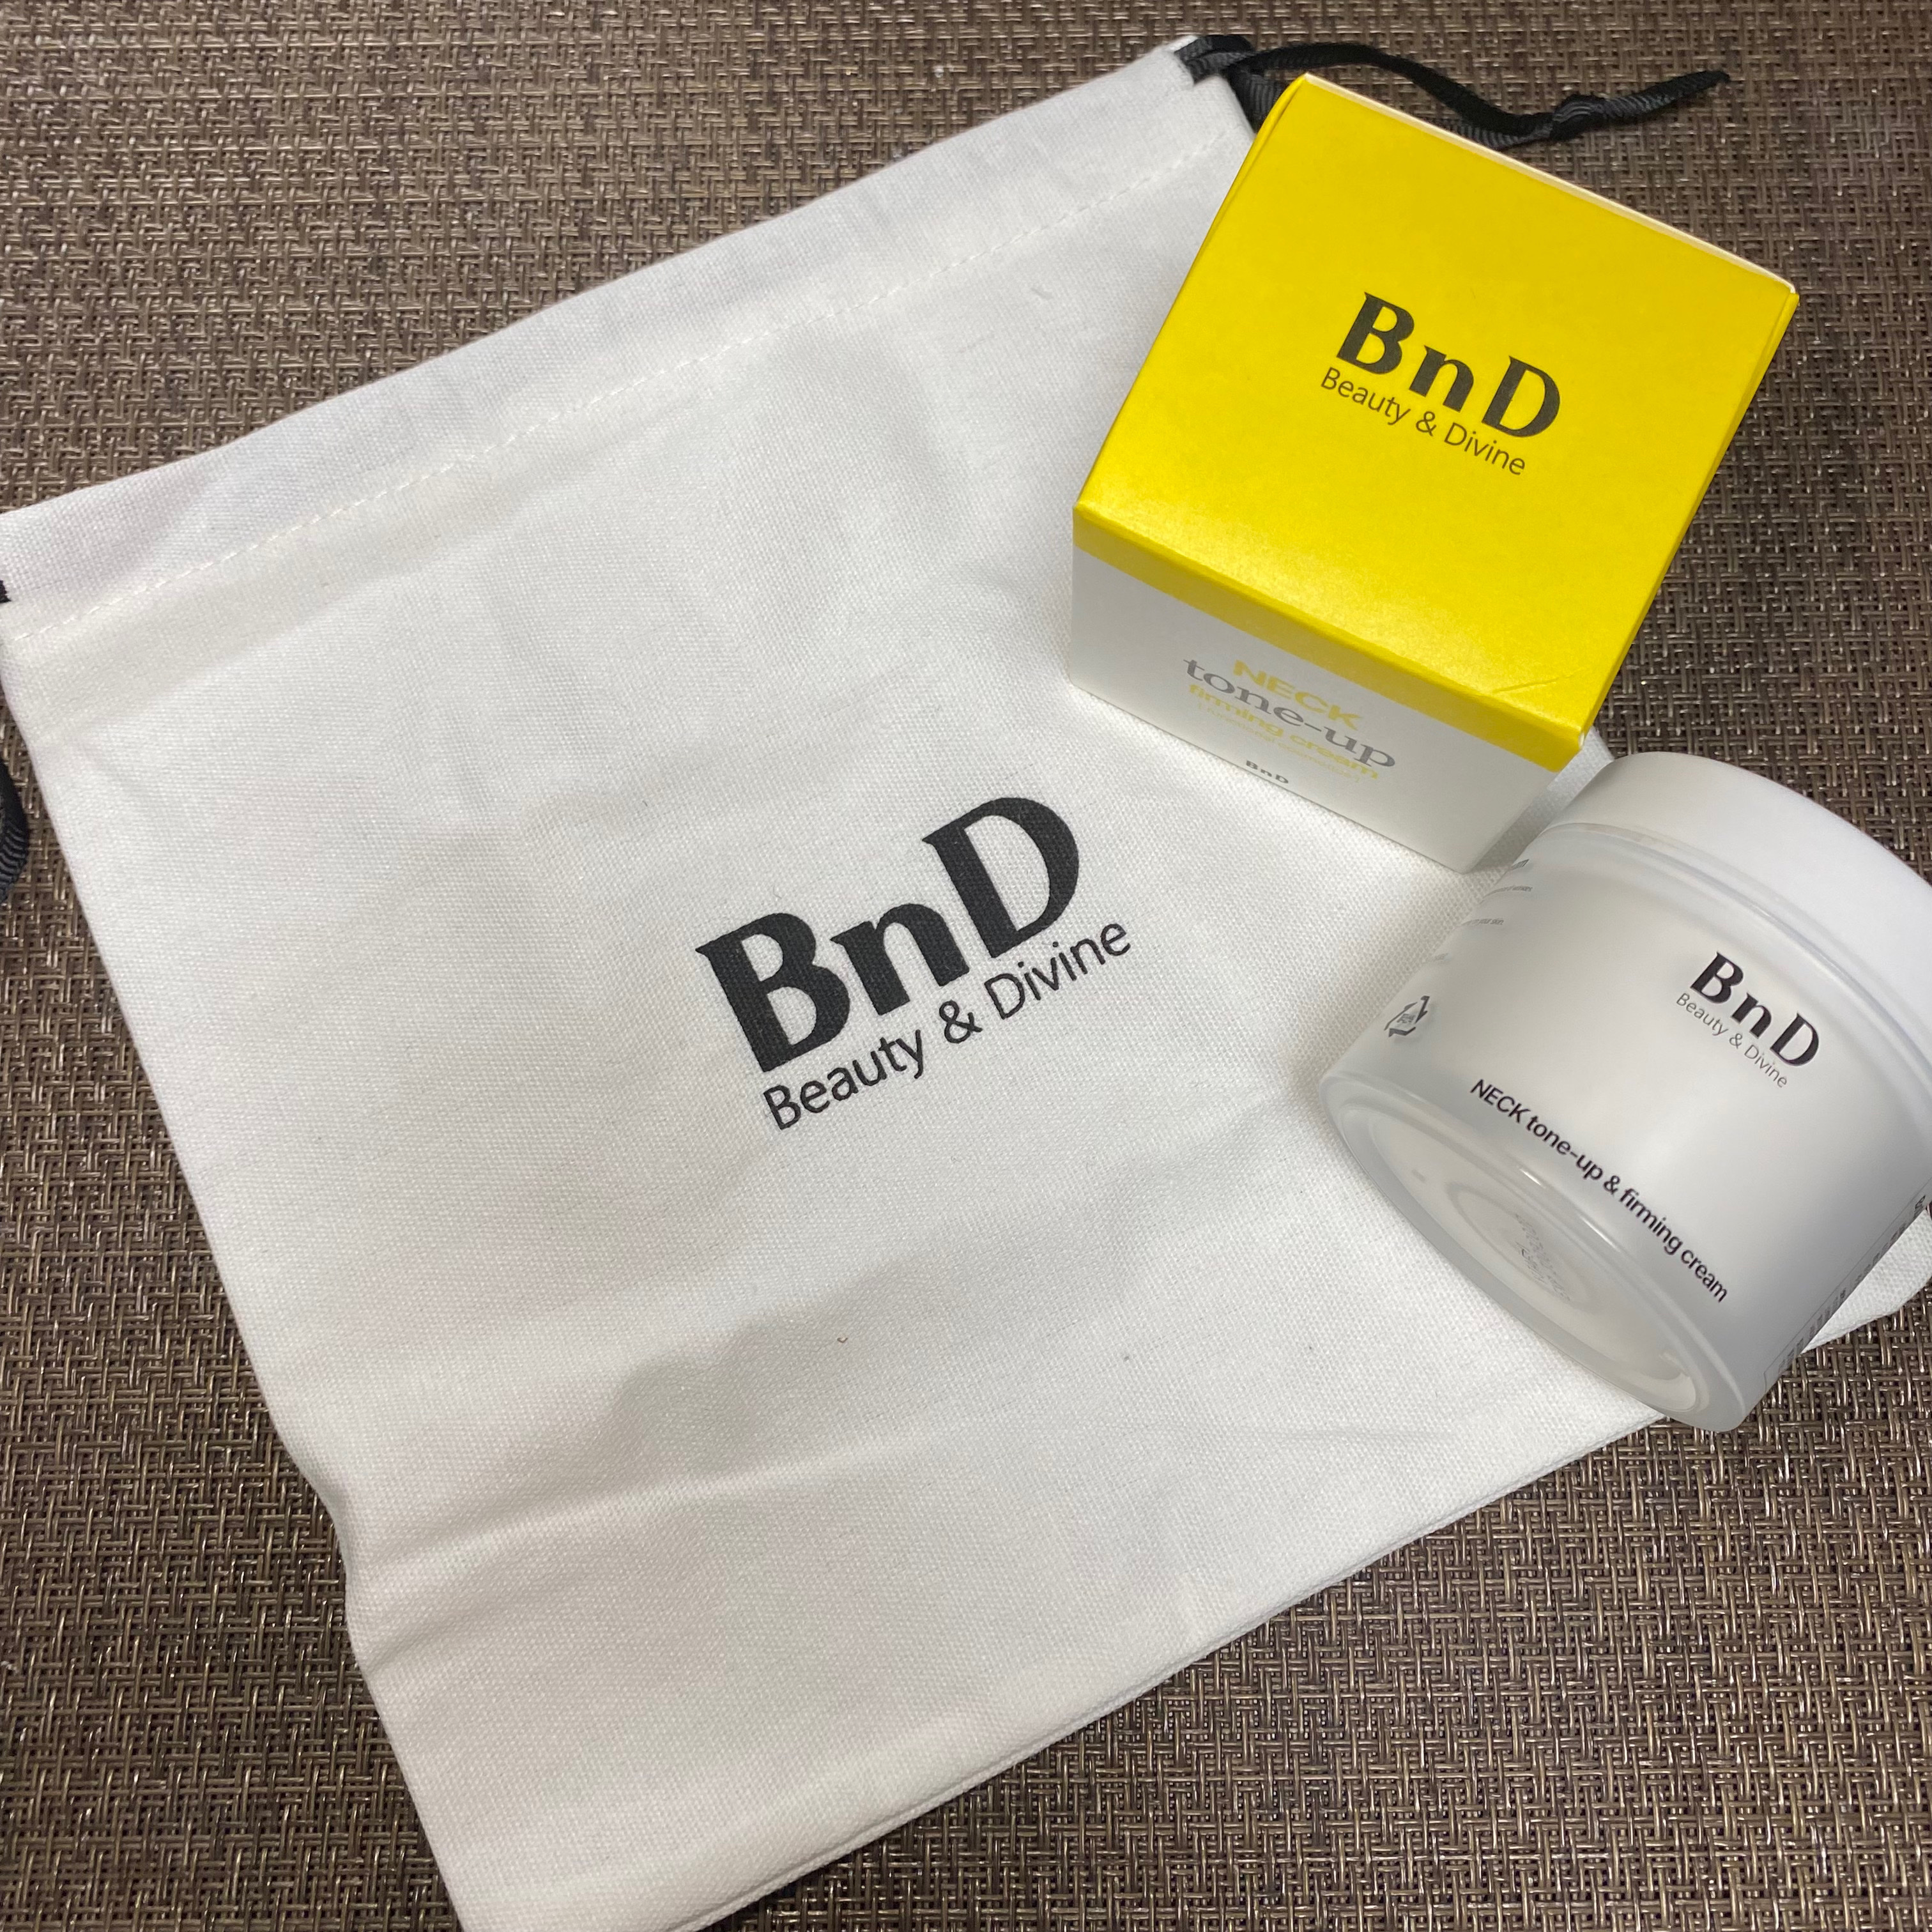 BnD
Beauty & Divine
NECK
tone-up
firming cream
BnD
BnD
Beauty & Divine
BnD
Beauty & Divine
NECK tone-up & firming cream